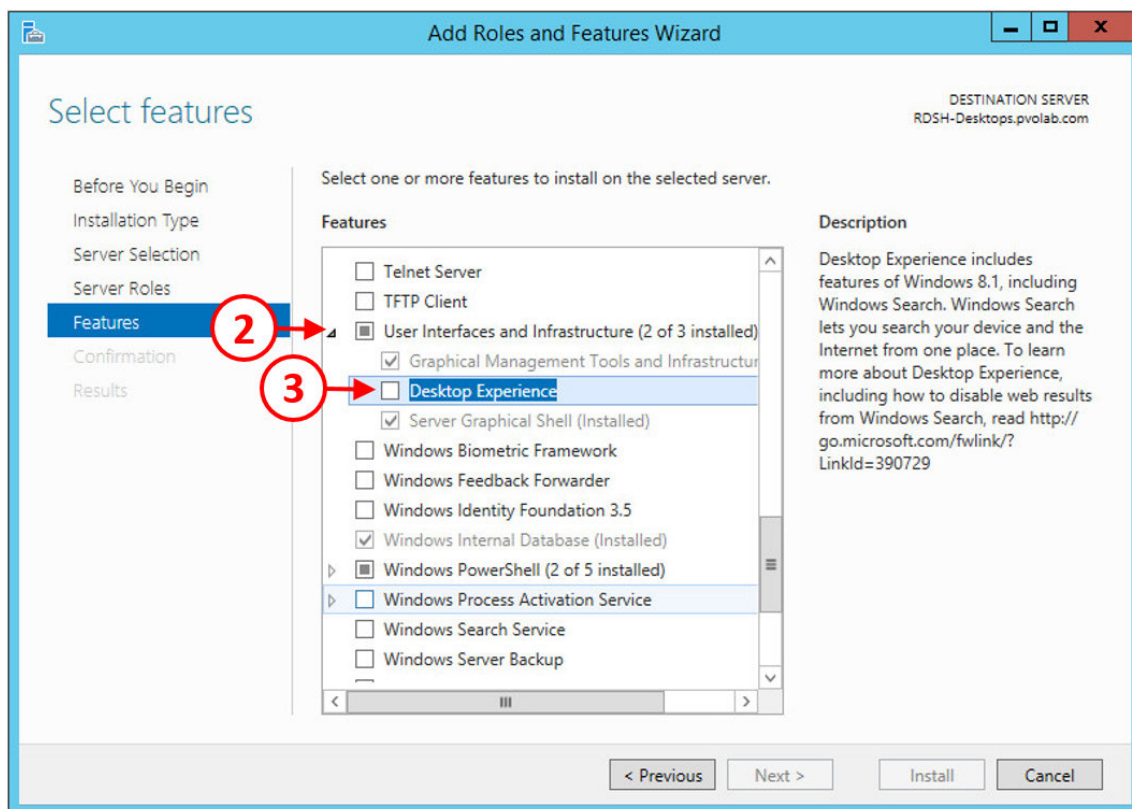 Add Roles and Features Wizard
Select features
DESTINATION SERVER
RDSH-Desktops.pvolab.com
Before You Begin
Installation Type
Server Selection
Server Roles
Features
Confirmation
Results
Select one or more features to install on the selected server.
Features
Telnet Server
TFTP Client
2
User Interfaces and Infrastructure (2 of 3 installed)
Graphical Management Tools and Infrastructur
3
Desktop Experience
Server Graphical Shell (Installed)
Windows Biometric Framework
Windows Feedback Forwarder
Windows Identity Foundation 3.5
Windows Internal Database (Installed)
Windows PowerShell (2 of 5 installed)
Windows Process Activation Service
Windows Search Service
Windows Server Backup
Description
Desktop Experience includes
features of Windows 8.1, including
Windows Search. Windows Search
lets you search your device and the
Internet from one place. To learn
more about Desktop Experience,
including how to disable web results
from Windows Search, read http://
go.microsoft.com/fwlink/?
LinkId=390729
< Previous
Next >
Install
Cancel